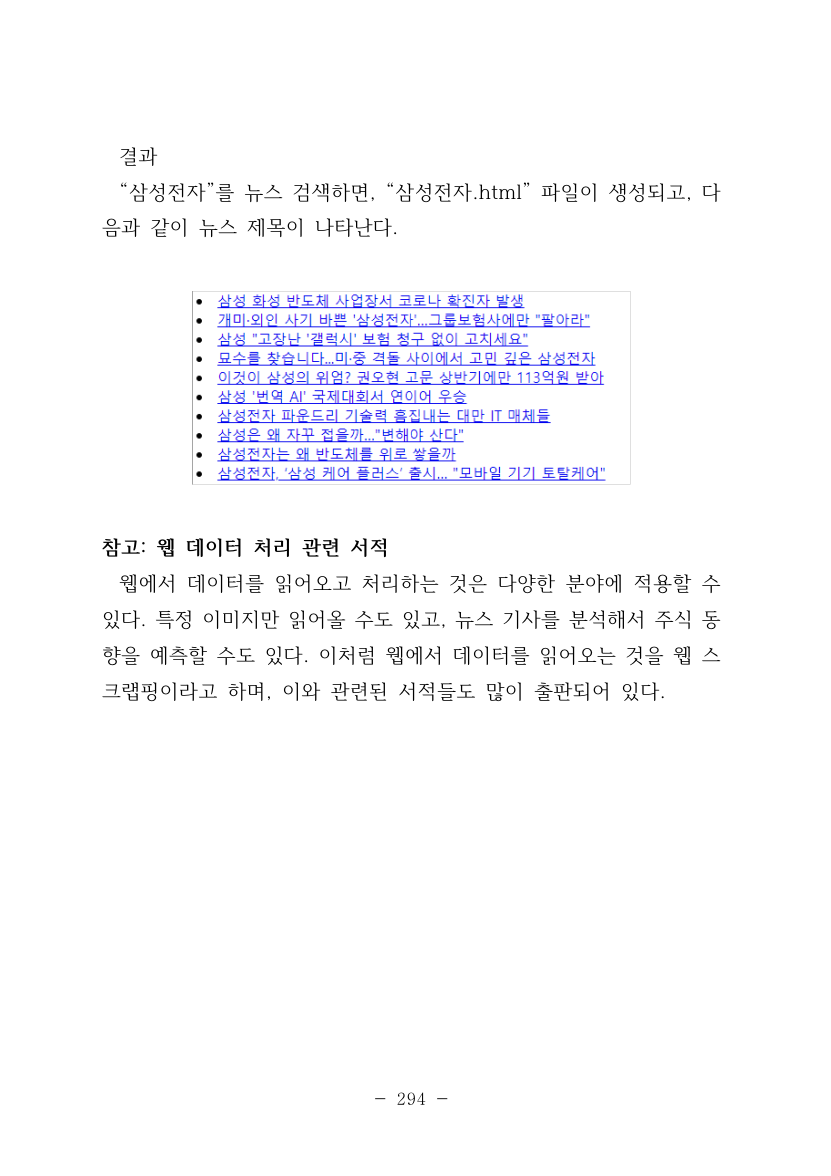 결과
“삼성전자”를 뉴스 검색하면, “삼성전자.html” 파일이 생성되고, 다
음과 같이 뉴스 제목이 나타난다.
• 삼성 화성 반도체 사업장서 코로나 확진자 발생
• 개미·외인 사기 바쁜 '삼성전자'...그룹보험사에만 "팔아라"
• 삼성 "고장난 '갤럭시' 보험 청구 없이 고치세요"
• 묘수를 찾습니다...미·중 격돌 사이에서 고민 깊은 삼성전자
• 이것이 삼성의 위엄? 권오현 고문 상반기에만 113억원 받아
• 삼성 '번역 AI' 국제대회서 연이어 우승
• 삼성전자 파운드리 기술력 흠집내는 대만 IT 매체들
• 삼성은 왜 자꾸 접을까..."변해야 산다"
• 삼성전자는 왜 반도체를 위로 쌓을까
• 삼성전자, ‘삼성 케어 플러스’ 출시... "모바일 기기 토탈케어"
참고: 웹 데이터 처리 관련 서적
웹에서 데이터를 읽어오고 처리하는 것은 다양한 분야에 적용할 수
있다. 특정 이미지만 읽어올 수도 있고, 뉴스 기사를 분석해서 주식 동
향을 예측할 수도 있다. 이처럼 웹에서 데이터를 읽어오는 것을 웹 스
크랩핑이라고 하며, 이와 관련된 서적들도 많이 출판되어 있다.
- 294 -